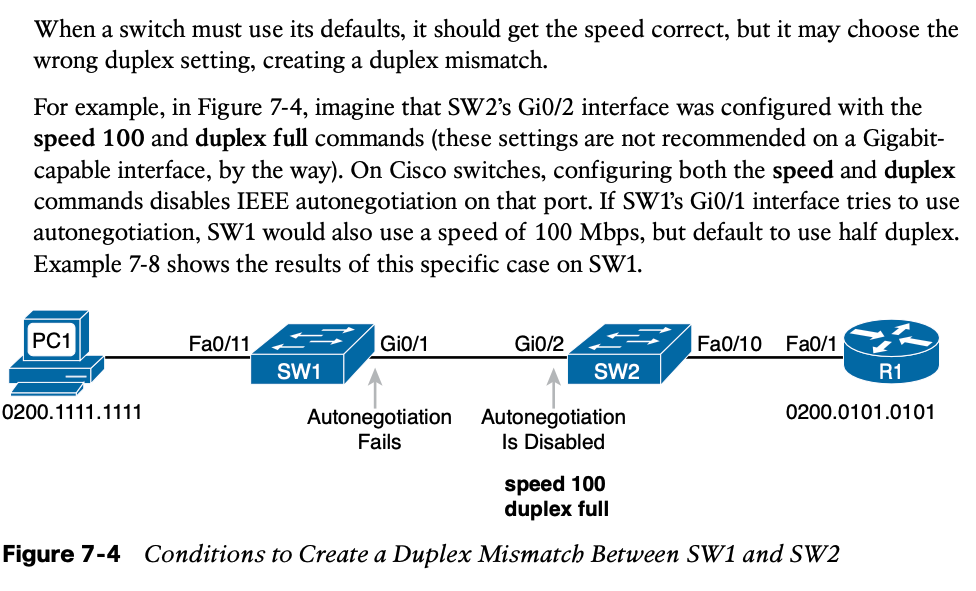 When a switch must use its defaults, it should get the speed correct, but it may choose the
wrong duplex setting, creating a duplex mismatch.
For example, in Figure 7-4, imagine that SW2’s Gi0/2 interface was configured with the
speed 100 and duplex full commands (these settings are not recommended on a Gigabit-
capable interface, by the way). On Cisco switches, configuring both the speed and duplex
commands disables IEEE autonegotiation on that port. If SW1’s Gi0/1 interface tries to use
autonegotiation, SW1 would also use a speed of 100 Mbps, but default to use half duplex.
Example 7-8 shows the results of this specific case on SW1.
PC1 Fa0/11 SW1 Gi0/1 Gi0/2 SW2 Fa0/10 Fa0/1 R1
0200.1111.1111 0200.0101.0101
Autonegotiation
Fails
Autonegotiation
Is Disabled
speed 100
duplex full
Figure 7-4 Conditions to Create a Duplex Mismatch Between SW1 and SW2